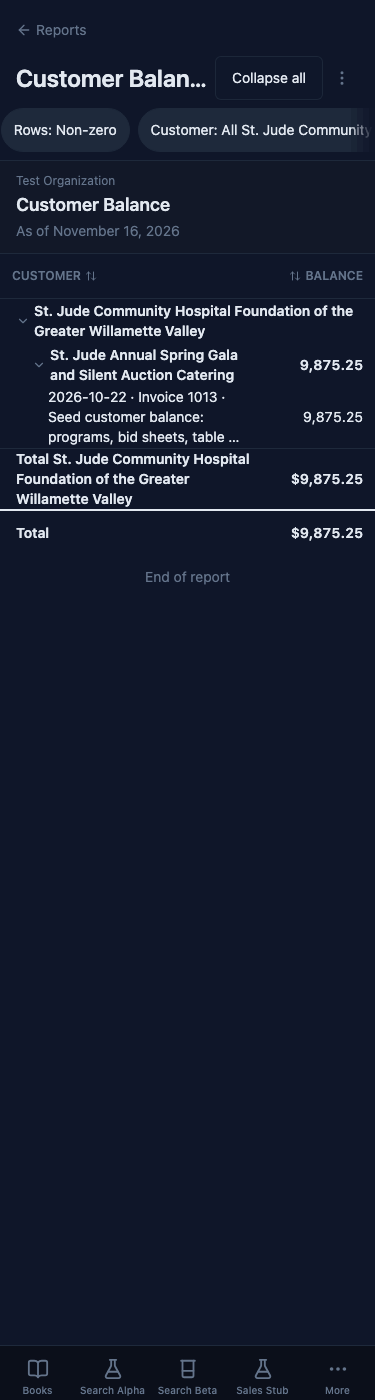 Reports
Customer Balan...
Collapse all
Rows: Non-zero
Customer: All St. Jude Community
Test Organization
Customer Balance
As of November 16, 2026
CUSTOMER
BALANCE
St. Jude Community Hospital Foundation of the
Greater Willamette Valley
St. Jude Annual Spring Gala
and Silent Auction Catering
9,875.25
2026-10-22 · Invoice 1013 ·
Seed customer balance:
programs, bid sheets, table ...
9,875.25
Total St. Jude Community Hospital
Foundation of the Greater
Willamette Valley
$9,875.25
Total
$9,875.25
End of report
Books
Search Alpha
Search Beta
Sales Stub
More